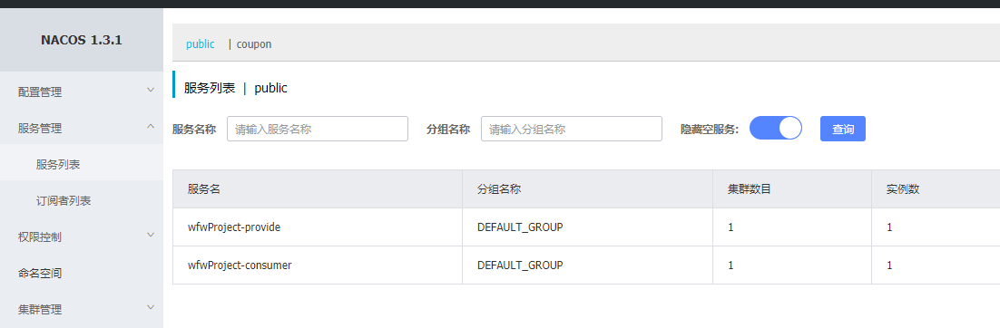 NACOS 1.3.1
配置管理
服务管理
服务列表
订阅者列表
权限控制
命名空间
集群管理
public | coupon
服务列表 | public
服务名称 请输入服务名称 分组名称 请输入分组名称 隐藏空服务: 查询
服务名 分组名称 集群数目 实例数
wfwProject-provide DEFAULT_GROUP 1 1
wfwProject-consumer DEFAULT_GROUP 1 1